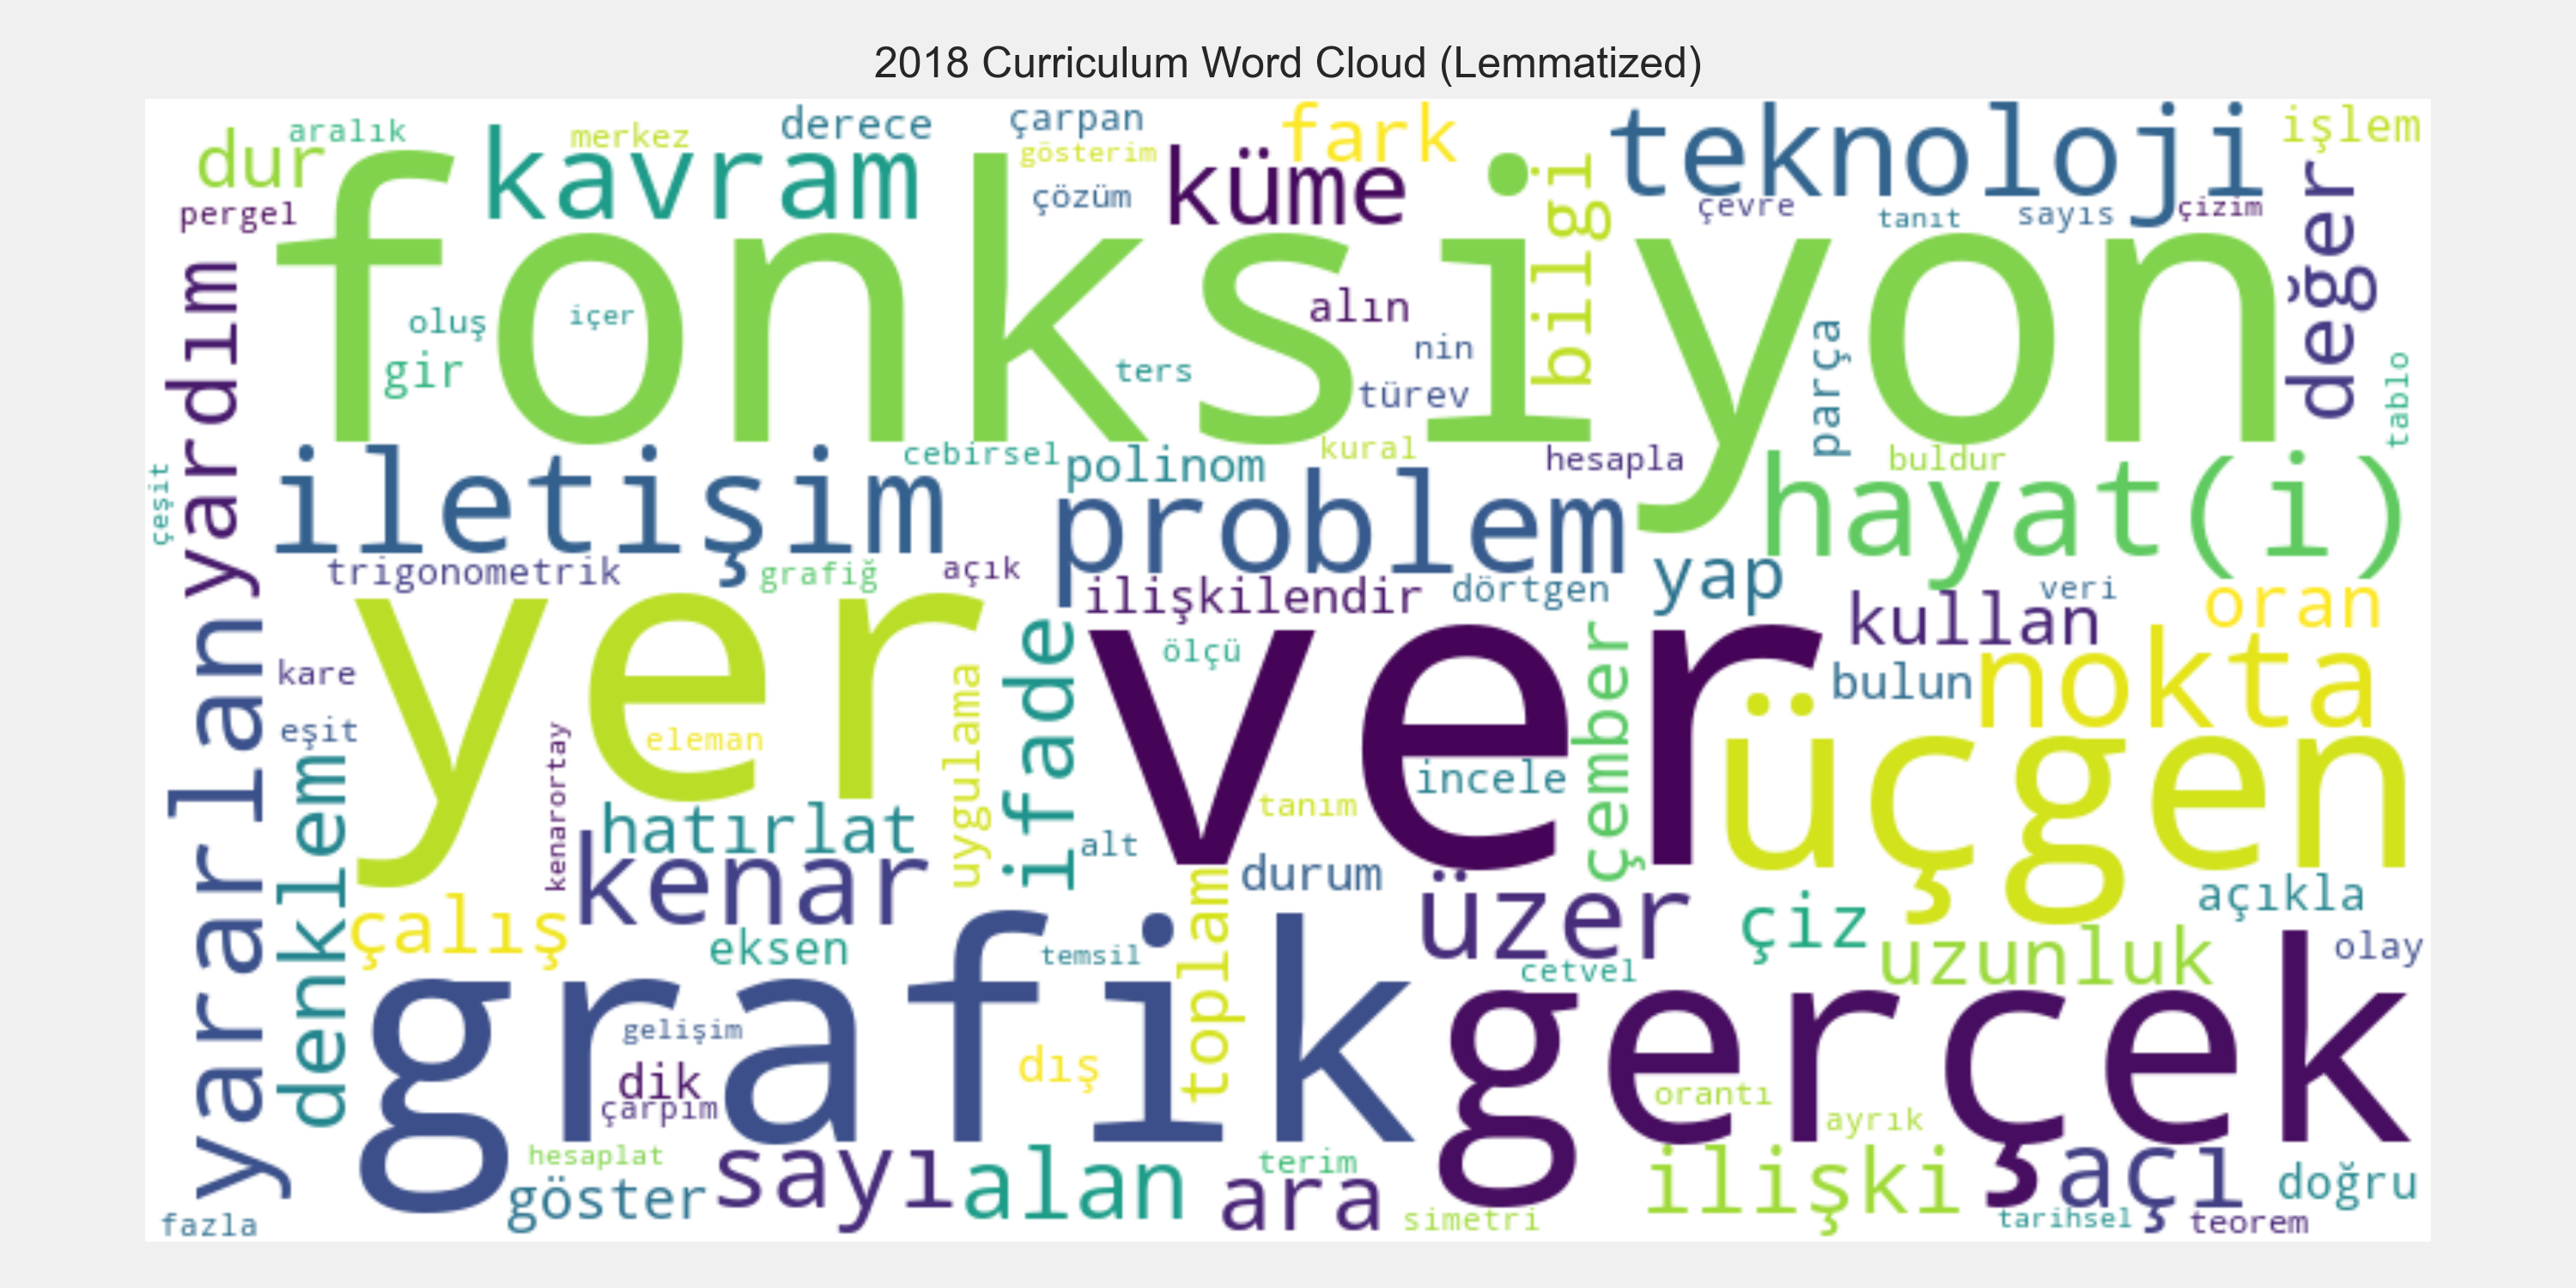 2018 Curriculum Word Cloud (Lemmatized)
aralık
merkez
derece
çarpan
fark
teknoloji
işlem
dur
kavram
gösterim
küme
bilgi
pergel
çözüm
çevre
tanıt
sayıs
çizim
değer
fonksiyon
yardım
oluş
içer
alın
nin
gir
ters
türev
parça
tablo
çeşit
iletişim
cebirsel
polinom
kural
hesapla
buldur
problem
hayat(i)
trigonometrik
grafiğ
açık
ilişkilendir
dörtgen
yap
veri
kullan
oran
yararlan
yer
ifade
ölçü
ver
çember
bulun
nokta
kare
eşit
eleman
uygulama
kenarortay
incele
üçgen
tanım
denklem
hatırlat
alt
kenar
durum
toplam
üzer
çiz
açıkla
çalış
eksen
temsil
cetvel
uzunluk
olay
grafik
gelişim
dik
çarpım
dış
gerçek
orantı
ayrık
hesaplat
göster
sayı
alan
terim
ara
simetri
ilişki
açı
doğru
fazla
tarihsel
teorem